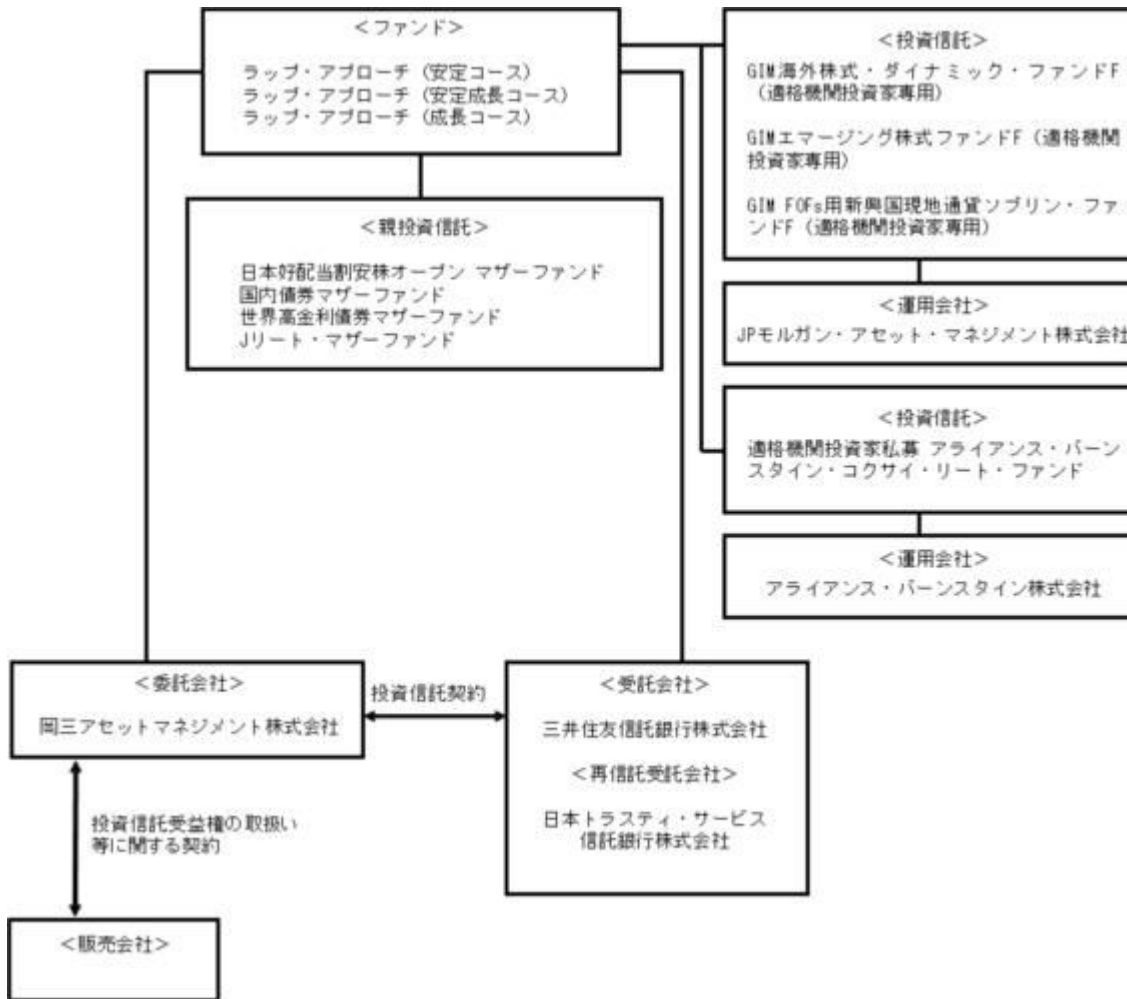 ＜ファンド＞
ラップ・アプローチ（安定コース）
ラップ・アプローチ（安定成長コース）
ラップ・アプローチ（成長コース）
＜親投資信託＞
日本好配当割安株オープン マザーファンド
国内債券マザーファンド
世界高金利債券マザーファンド
Jリート・マザーファンド
＜投資信託＞
GIM海外株式・ダイナミック・ファンドF
（適格機関投資家専用）
GIMエマージング株式ファンドF（適格機関
投資家専用）
GIM FOFs用新興国現地通貨ソブリン・ファ
ンドF（適格機関投資家専用）
＜運用会社＞
JPモルガン・アセット・マネジメント株式会社
＜投資信託＞
適格機関投資家私募 アライアンス・バーン
スタイン・コクサイ・リート・ファンド
＜運用会社＞
アライアンス・バーンスタイン株式会社
＜委託会社＞
岡三アセットマネジメント株式会社
投資信託契約
＜受託会社＞
三井住友信託銀行株式会社
＜再信託受託会社＞
日本トラスティ・サービス
信託銀行株式会社
投資信託受益権の取扱い
等に関する契約
＜販売会社＞